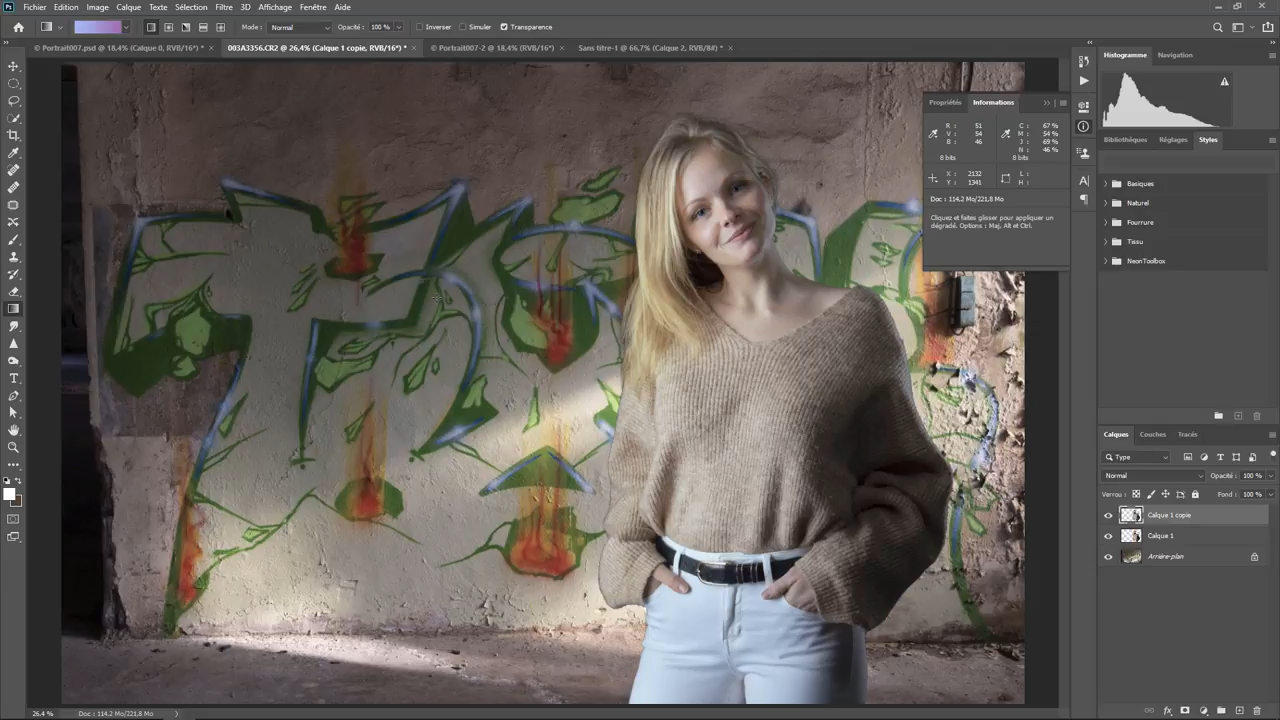 Ps Fichier Edition Image Calque Texte Sélection Filtre 3D Affichage Fenêtre Aide
Mode : Normal Opacité : 100 % Inverser Simuler Transparence
© Portrait007.psd @ 18,4% (Calque 0, RVB/16*) * × 003A3356.CR2 @ 26,4% (Calque 1 copie, RVB/16*) * × © Portrait007-2 @ 18,4% (RVB/16*) × Sans titre-1 @ 66,7% (Calque 2, RVB/8#) * ×
Histogramme Navigation
Propriétés Informations
R : 51 C : 67 %
V : 54 M : 54 %
B : 46 J : 69 %
N : 46 %
8 bits 8 bits
X : 2132 L :
Y : 1341 H :
Doc : 114,2 Mo/221,8 Mo
Cliquez et faites glisser pour appliquer un
dégradé. Options : Maj, Alt et Ctrl.
Bibliothèques Réglages Styles
Basiques
Naturel
Fourrure
Tissu
NeonToolbox
Calques Couches Tracés
Type
Normal Opacité : 100 %
Verrou : Fond : 100 %
Calque 1 copie
Calque 1
Arrière-plan
26,4 % Doc : 114,2 Mo/221,8 Mo